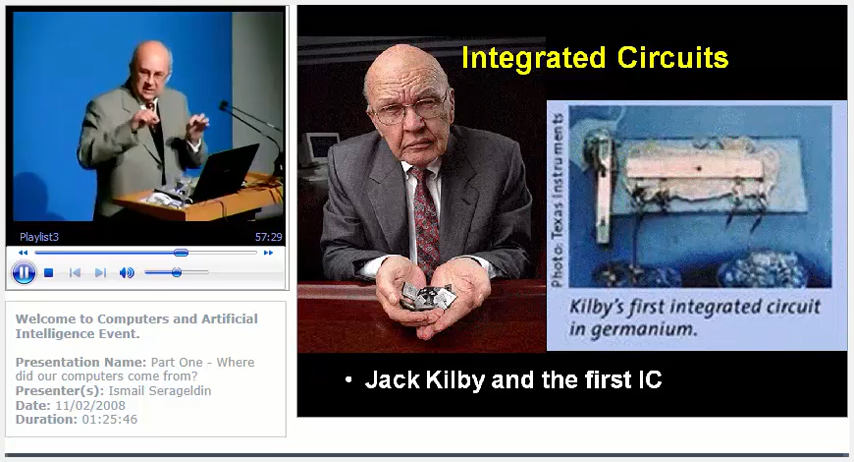 Integrated Circuits
Photo: Texas Instruments
Kilby's first integrated circuit
in germanium.
• Jack Kilby and the first IC
Playlist3
57:29
Welcome to Computers and Artificial
Intelligence Event.
Presentation Name: Part One - Where
did our computers come from?
Presenter(s): Ismail Serageldin
Date: 11/02/2008
Duration: 01:25:46